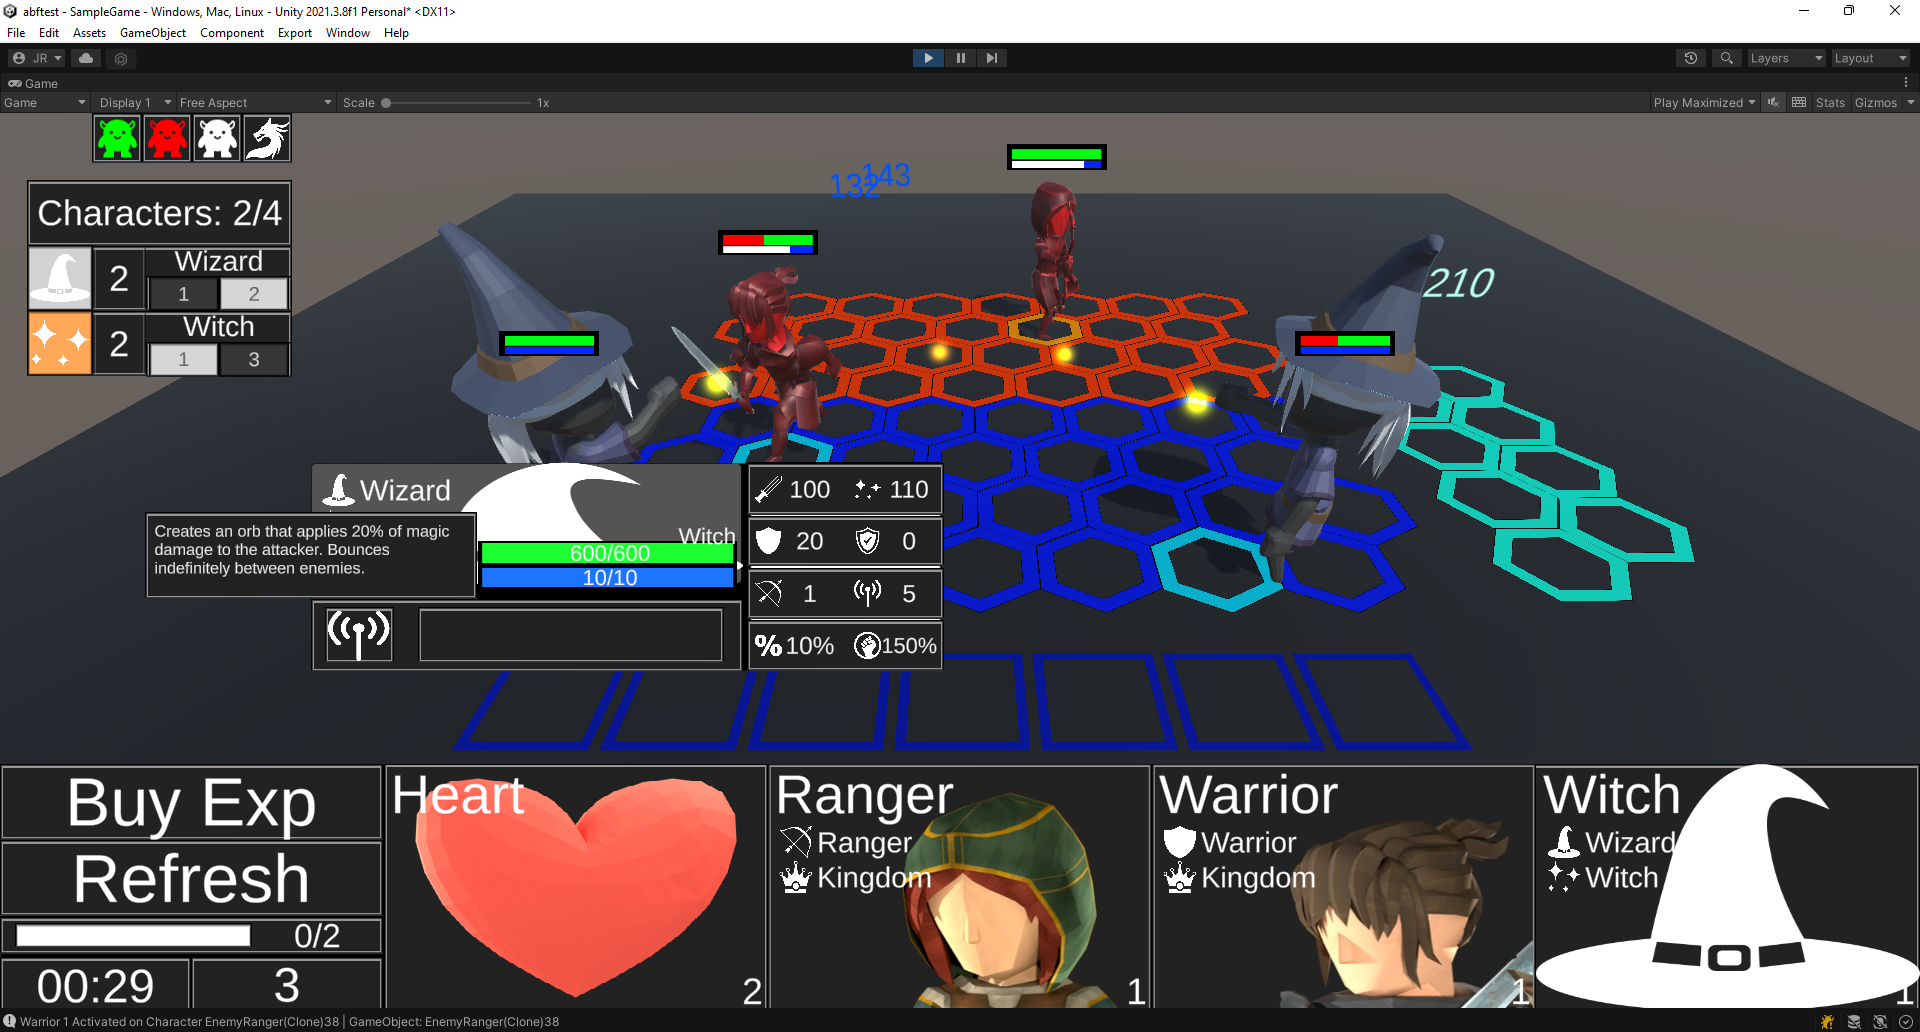 abftest - SampleGame - Windows, Mac, Linux - Unity 2021.3.8f1 Personal* <DX11>
File Edit Assets GameObject Component Export Window Help
JR Layers Layout
Game
Game Display 1 Free Aspect Scale 1x Play Maximized Stats Gizmos
132 143
Characters: 2/4
210
2 Wizard
1 2
2 Witch
1 3
Wizard
Witch
Creates an orb that applies 20% of magic
damage to the attacker. Bounces
indefinitely between enemies.
600/600
10/10
100 110
20 0
1 5
% 10% 150%
Buy Exp
Refresh
0/2
00:29 3
Heart
2
Ranger
Ranger
Kingdom
1
Warrior
Warrior
Kingdom
1
Witch
Wizard
Witch
1
Warrior 1 Activated on Character EnemyRanger(Clone)38 | GameObject: EnemyRanger(Clone)38